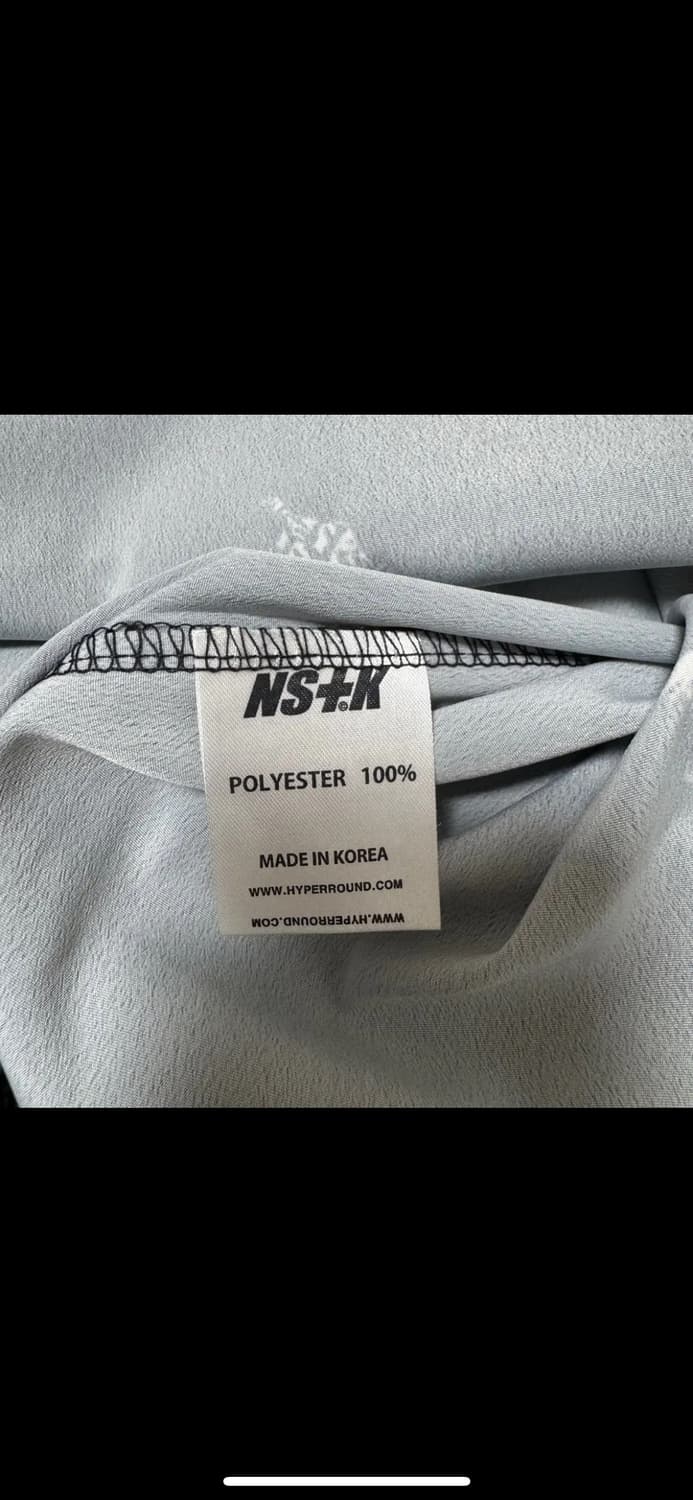 NS+K
POLYESTER 100%
MADE IN KOREA
WWW.HYPERROUND.COM
WWW.HYPERROUND.COM